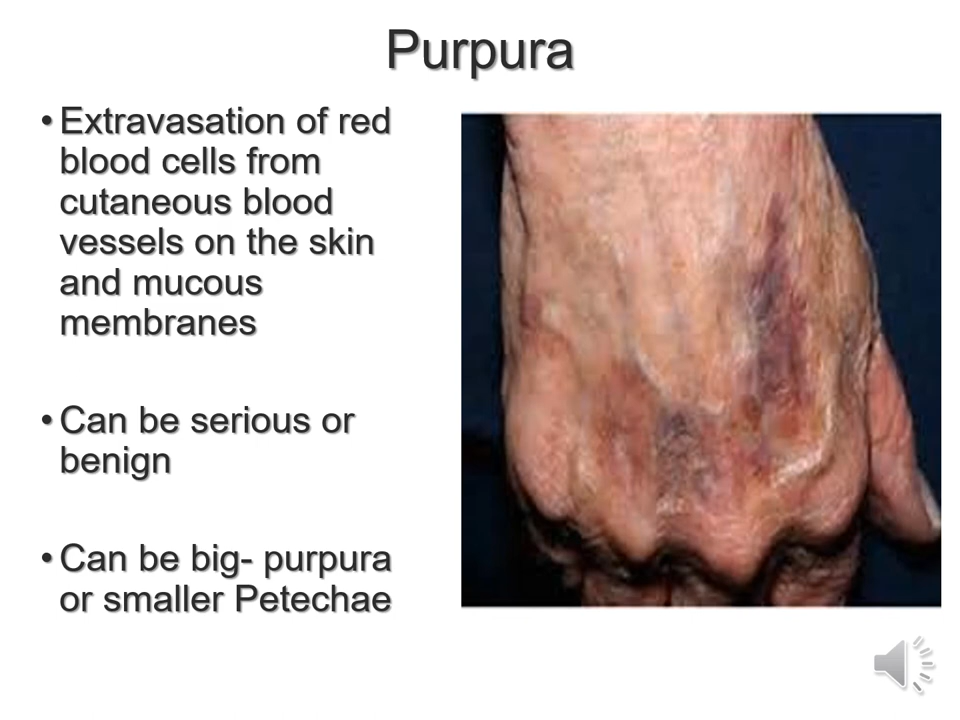 Purpura
• Extravasation of red
blood cells from
cutaneous blood
vessels on the skin
and mucous
membranes
• Can be serious or
benign
• Can be big- purpura
or smaller Petechae